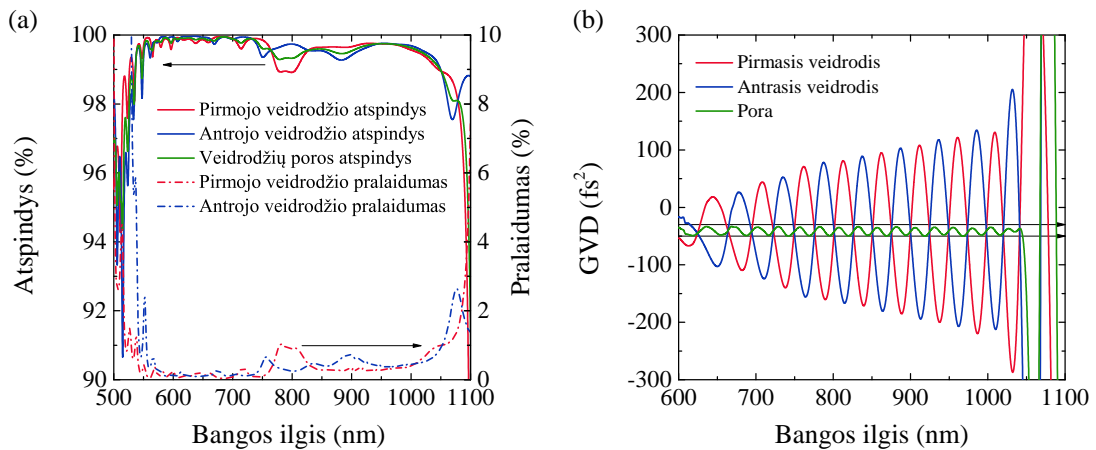 (a)
100
98
96
94
92
90
Atspindys (%)
10
8
6
4
2
0
Pralaidumas (%)
Pirmojo veidrodžio atspindys
Antrojo veidrodžio atspindys
Veidrodžių poros atspindys
Pirmojo veidrodžio pralaidumas
Antrojo veidrodžio pralaidumas
500 600 700 800 900 1000 1100
Bangos ilgis (nm)
(b)
300
200
100
0
-100
-200
-300
GVD (fs²)
Pirmasis veidrodis
Antrasis veidrodis
Pora
600 700 800 900 1000 1100
Bangos ilgis (nm)